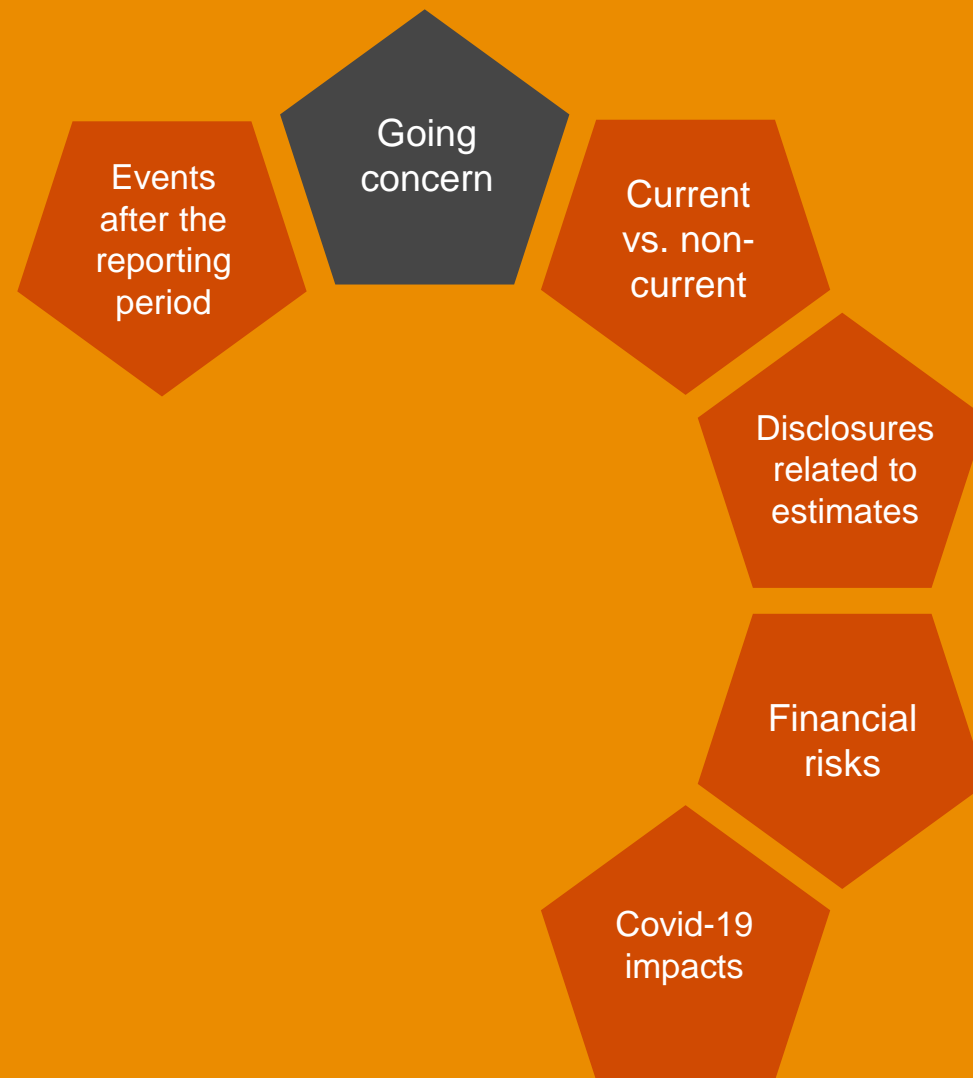 Events
after the
reporting
period
Going
concern
Current
vs. non-
current
Disclosures
related to
estimates
Financial
risks
Covid-19
impacts